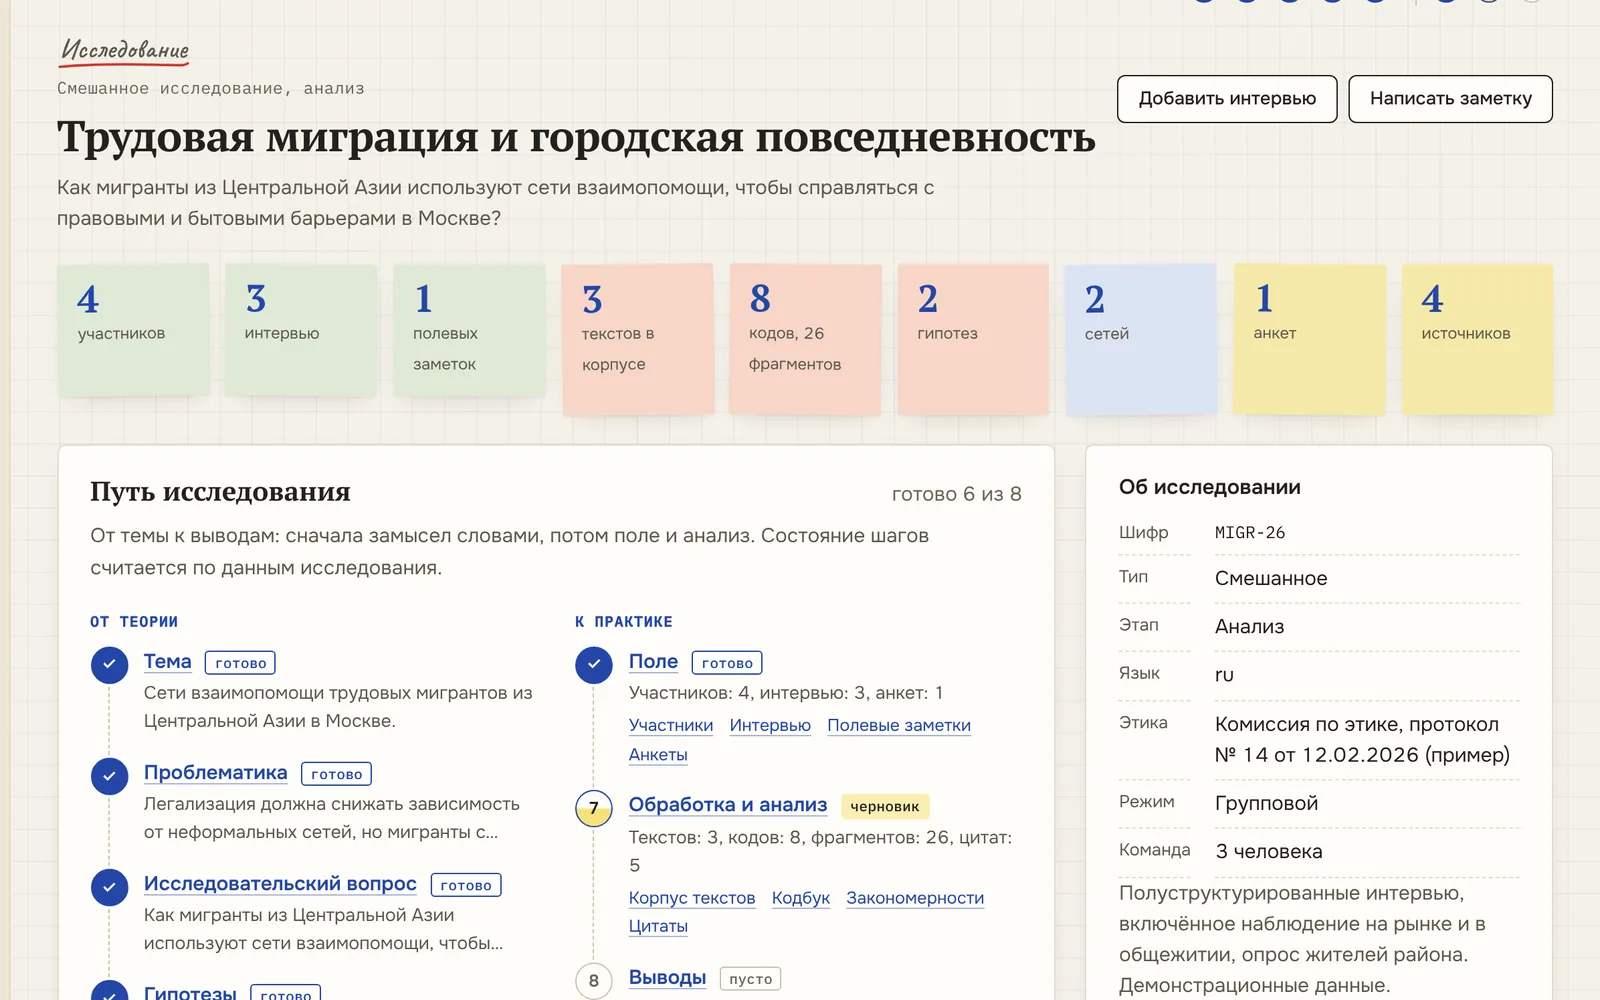 Исследование
Смешанное исследование, анализ
Трудовая миграция и городская повседневность
Как мигранты из Центральной Азии используют сети взаимопомощи, чтобы справляться с
правовыми и бытовыми барьерами в Москве?
Добавить интервью
Написать заметку
4
участников
3
интервью
1
полевых
заметок
3
текстов в
корпусе
8
кодов, 26
фрагментов
2
гипотез
2
сетей
1
анкет
4
источников
Путь исследования
готово 6 из 8
От темы к выводам: сначала замысел словами, потом поле и анализ. Состояние шагов
считается по данным исследования.
ОТ ТЕОРИИ
Тема готово
Сети взаимопомощи трудовых мигрантов из
Центральной Азии в Москве.
Проблематика готово
Легализация должна снижать зависимость
от неформальных сетей, но мигранты с...
Исследовательский вопрос готово
Как мигранты из Центральной Азии
используют сети взаимопомощи, чтобы...
Гипотезы готово
К ПРАКТИКЕ
Поле готово
Участников: 4, интервью: 3, анкет: 1
Участники Интервью Полевые заметки
Анкеты
7 Обработка и анализ черновик
Текстов: 3, кодов: 8, фрагментов: 26, цитат:
5
Корпус текстов Кодбук Закономерности
Цитаты
8 Выводы пусто
Об исследовании
Шифр MIGR-26
Тип Смешанное
Этап Анализ
Язык ru
Этика Комиссия по этике, протокол
№ 14 от 12.02.2026 (пример)
Режим Групповой
Команда 3 человека
Полуструктурированные интервью,
включённое наблюдение на рынке и в
общежитии, опрос жителей района.
Демонстрационные данные.